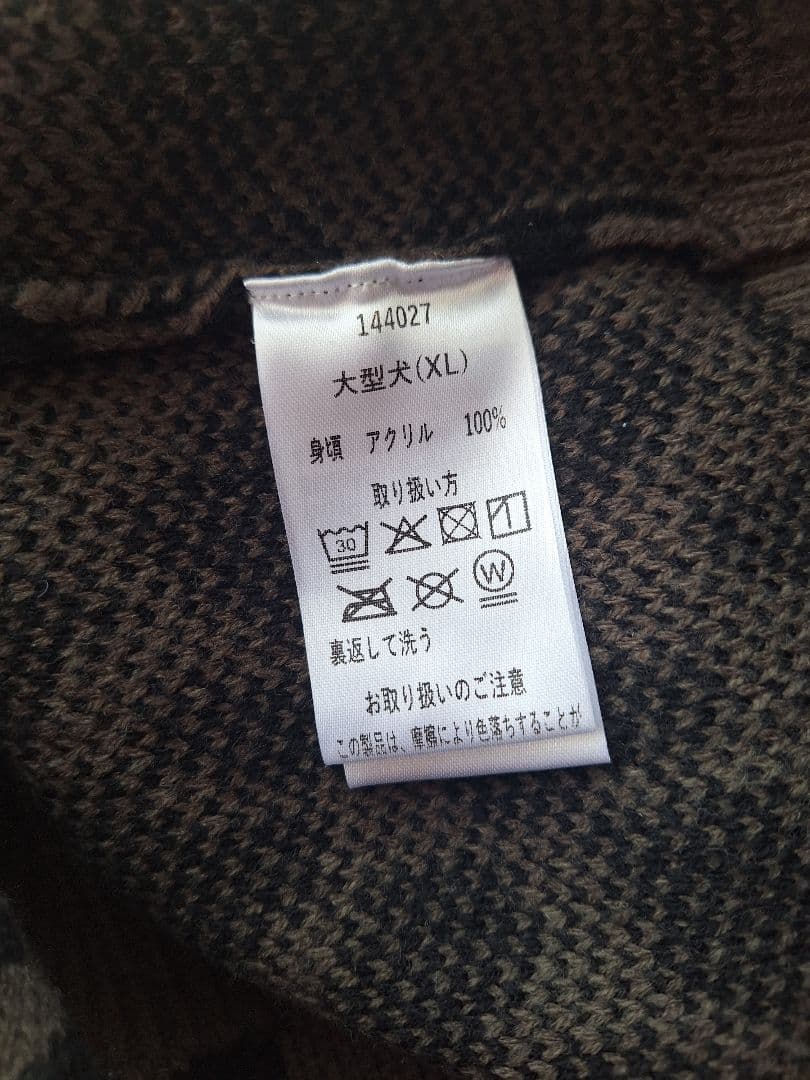 144027
大型犬(XL)
身頃 アクリル 100%
取り扱い方
30
W
裏返して洗う
お取り扱いのご注意
この製品は、摩擦により色落ちすることが